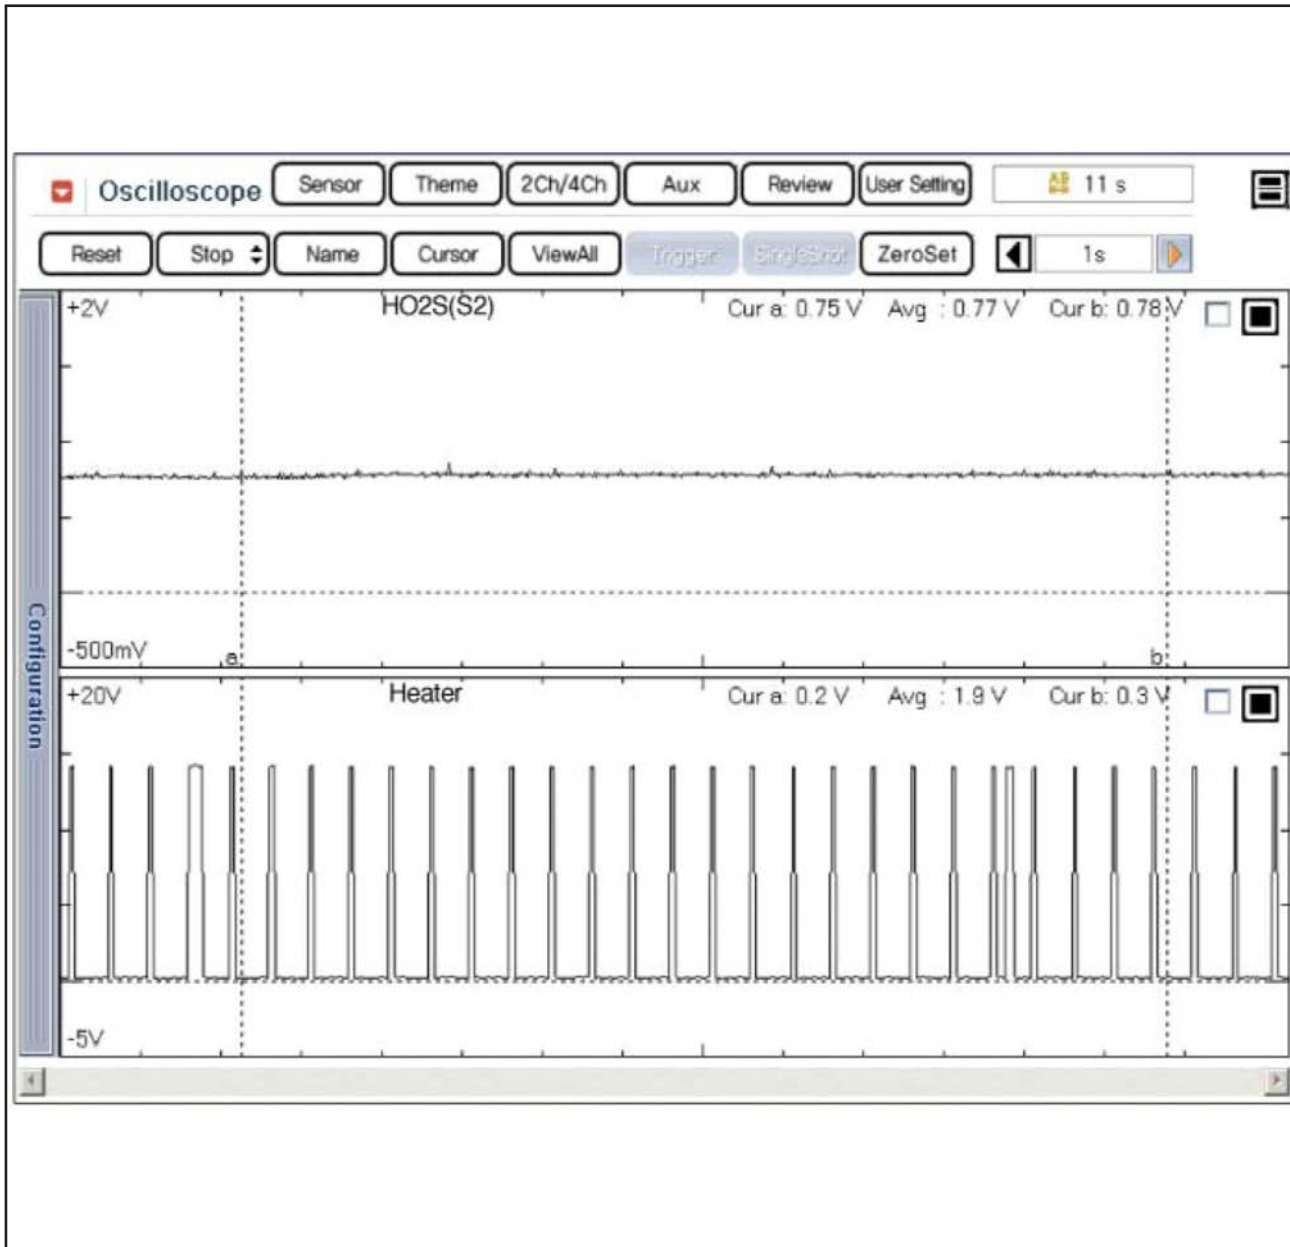 Oscilloscope Sensor Theme 2Ch/4Ch Aux Review User Setting 11 s
Reset Stop Name Cursor ViewAll Trigger SingleShot ZeroSet 1s
+2V HO2S(S2) Cur a: 0.75 V Avg : 0.77 V Cur b: 0.78 V
-500mV a b
+20V Heater Cur a: 0.2 V Avg : 1.9 V Cur b: 0.3 V
-5V
Configuration